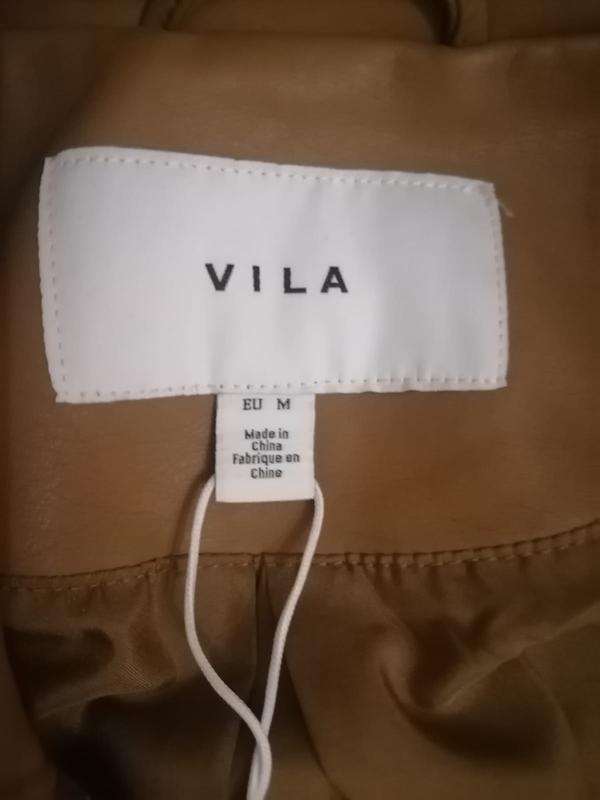 VILA
EU M
Made in
China
Fabrique en
Chine